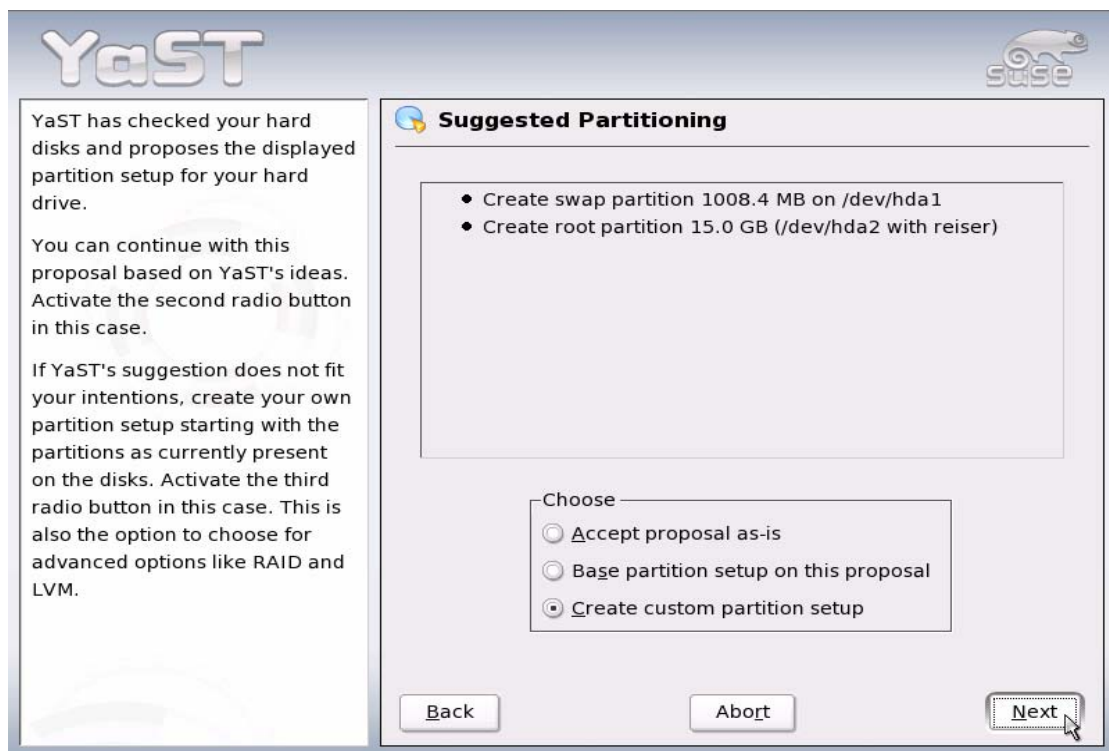 YaST
SUSE
YaST has checked your hard
disks and proposes the displayed
partition setup for your hard
drive.
You can continue with this
proposal based on YaST's ideas.
Activate the second radio button
in this case.
If YaST's suggestion does not fit
your intentions, create your own
partition setup starting with the
partitions as currently present
on the disks. Activate the third
radio button in this case. This is
also the option to choose for
advanced options like RAID and
LVM.
Suggested Partitioning
• Create swap partition 1008.4 MB on /dev/hda1
• Create root partition 15.0 GB (/dev/hda2 with reiser)
Choose
Accept proposal as-is
Base partition setup on this proposal
Create custom partition setup
Back
Abort
Next